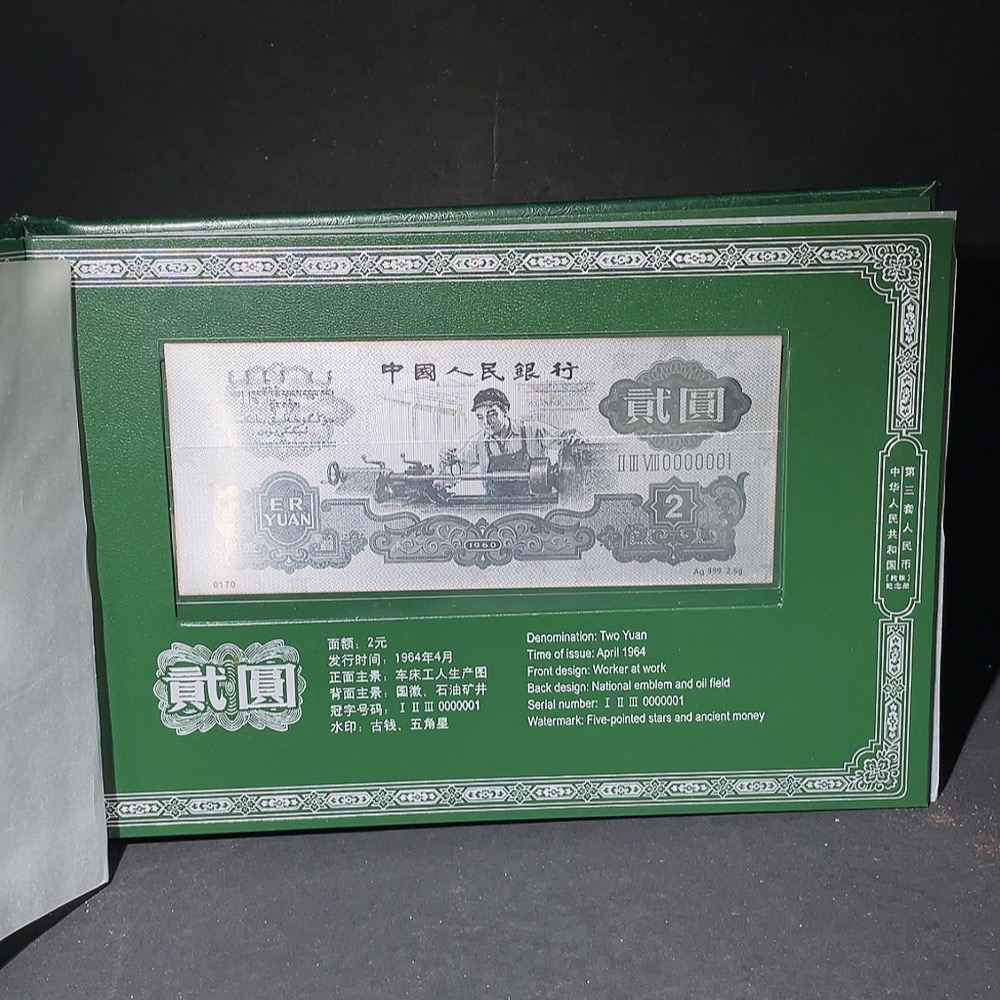 中國人民銀行
貳圓
II III VIII 0000001
ER
YUAN
1960
2
0170
Ag 999 2.5g
第三套人民币
中华人民共和国
纪念册
貳圓
面额：2元
发行时间：1964年4月
正面主景：车床工人生产图
背面主景：国徽、石油矿井
冠字号码：I II III 0000001
水印：古钱、五角星
Denomination: Two Yuan
Time of issue: April 1964
Front design: Worker at work
Back design: National emblem and oil field
Serial number: I II III 0000001
Watermark: Five-pointed stars and ancient money